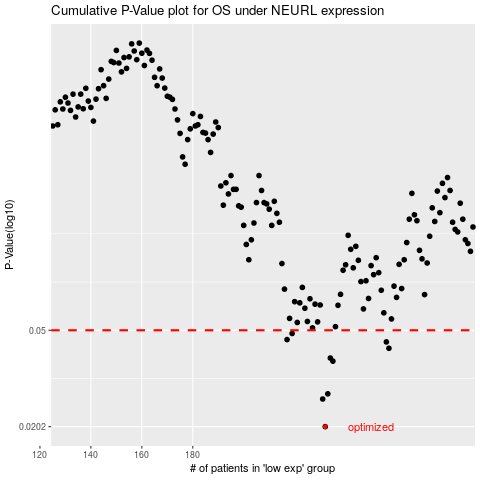 Cumulative P-Value plot for OS under NEURL expression
P-Value(log10)
0.05
0.0202
optimized
120 140 160 180
# of patients in 'low exp' group